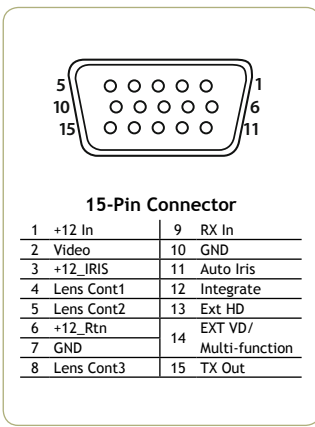 5 1
10 6
15 11
15-Pin Connector
1 +12 In 9 RX In
2 Video 10 GND
3 +12_IRIS 11 Auto Iris
4 Lens Cont1 12 Integrate
5 Lens Cont2 13 Ext HD
6 +12_Rtn 14 EXT VD/
7 GND Multi-function
8 Lens Cont3 15 TX Out